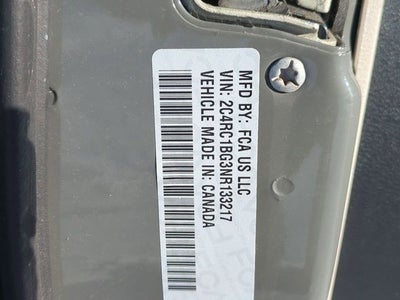 MFD BY: FCA US LLC
VIN: 2C4RC1BG3NR133217
VEHICLE MADE IN: CANADA